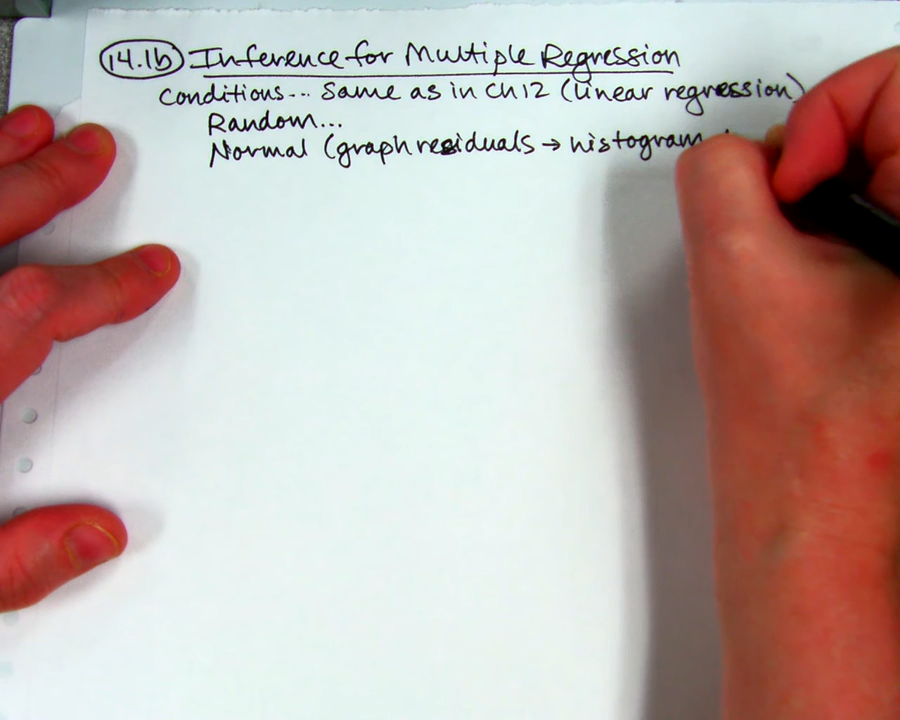 14.1b Inference for Multiple Regression
Conditions... Same as in Ch12 (linear regression)
Random...
Normal (graph residuals → histogram